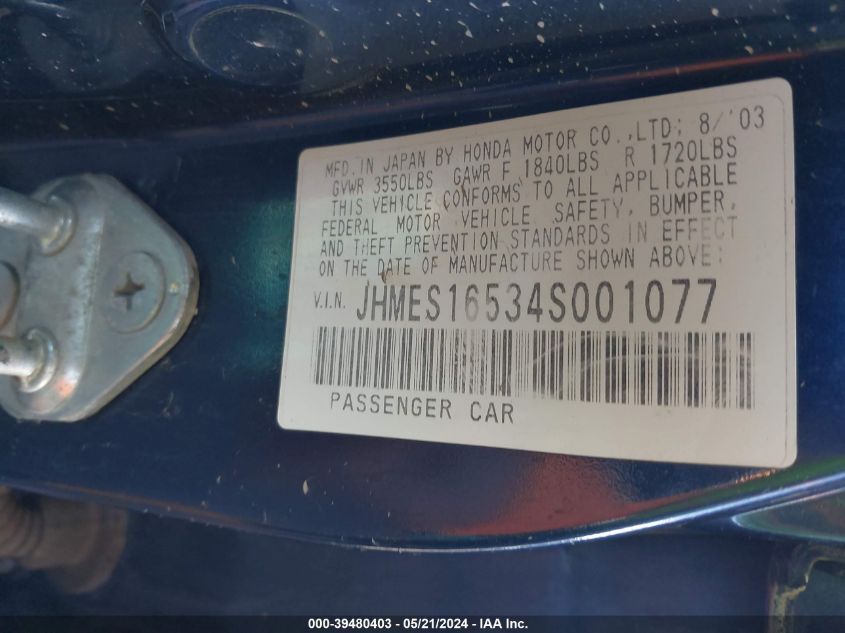 MFD. IN JAPAN BY HONDA MOTOR CO.,LTD; 8/'03
GVWR 3550LBS GAWR F 1840LBS R 1720LBS
THIS VEHICLE CONFORMS TO ALL APPLICABLE
FEDERAL MOTOR VEHICLE SAFETY, BUMPER,
AND THEFT PREVENTION STANDARDS IN EFFECT
ON THE DATE OF MANUFACTURE SHOWN ABOVE:
V.I.N. JHMES16534S001077
PASSENGER CAR
000-39480403 - 05/21/2024 - IAA Inc.